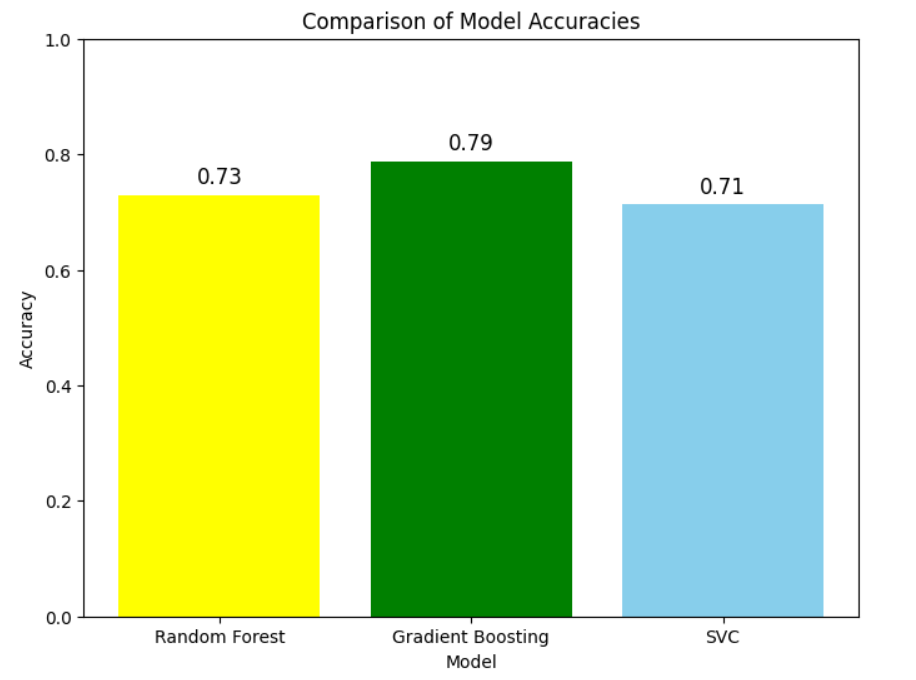 Comparison of Model Accuracies
1.0
0.8
0.6
0.4
0.2
0.0
Accuracy
0.73
0.79
0.71
Random Forest
Gradient Boosting
SVC
Model